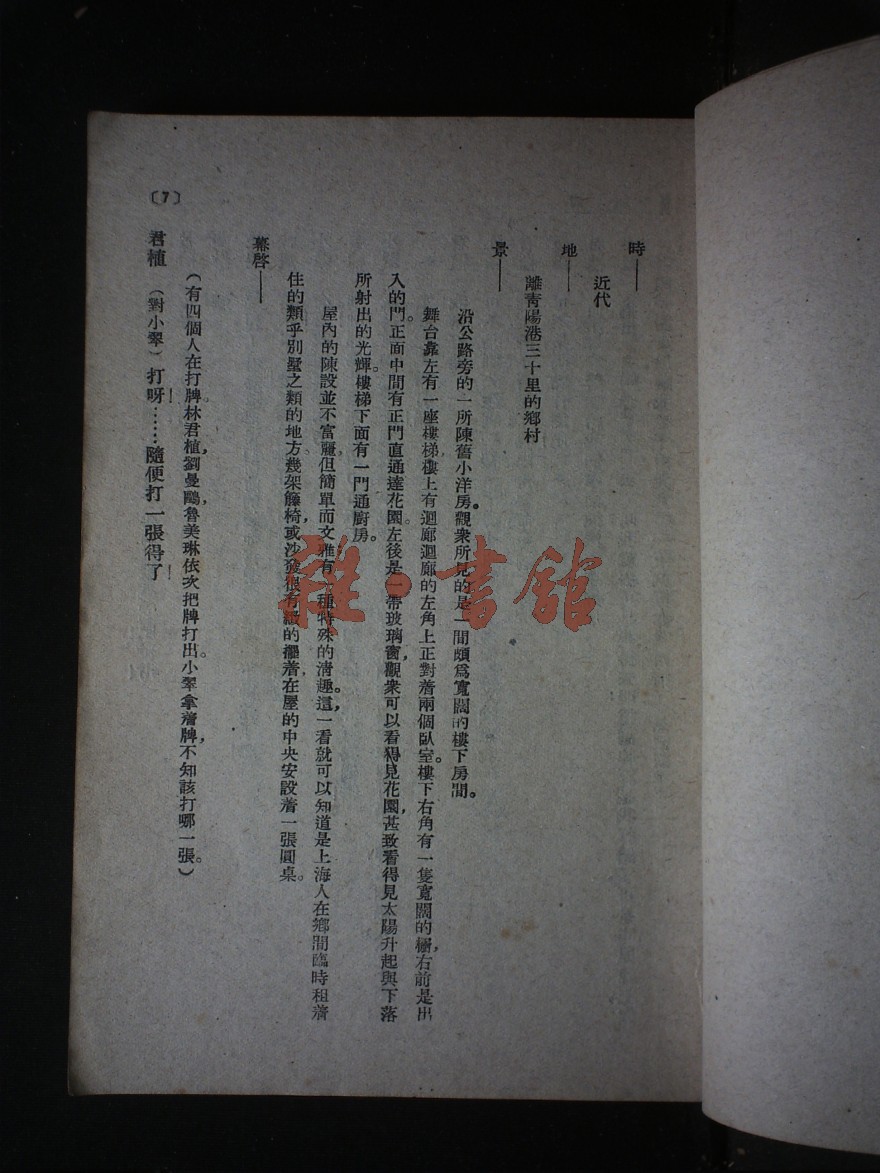 時——
近代
地——
離青陽港三十里的鄉村
景——
沿公路旁的一所陳舊小洋房。觀衆所見的是一間頗爲寬闊的樓下房間。
舞台靠左有一座樓梯，樓上有迴廊，迴廊的左角上正對着兩個臥室。樓下右角有一隻寬闊的櫥，右前是出
入的門。正面中間有正門直通達花園。左後是一帶玻璃窗，觀衆可以看得見花園，甚致看得見太陽升起與下落
所射出的光輝。樓梯下面有一門通廚房。
屋內的陳設並不富麗，但簡單而文雅，有一種特殊的淸趣。這，一看就可以知道是上海人在鄉間臨時租着
住的類乎別墅之類的地方。幾架籐椅，或沙發很有緻的擺着，在屋的中央安設着一張圓桌。
幕啓——
（有四個人在打牌，林君植，劉曼鷗，魯美琳依次把牌打出。小翠拿着牌，不知該打哪一張。）
君植（對小翠）打呀！……隨便打一張得了！
〔7〕
雜·書館